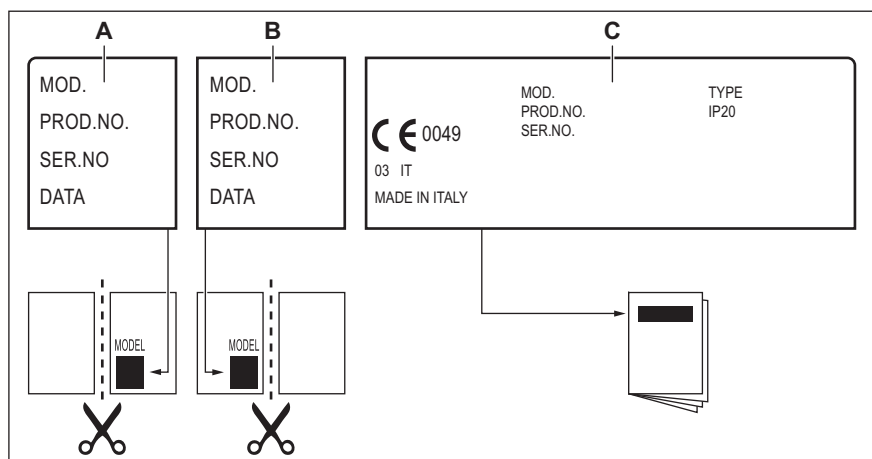 A
B
C
MOD.
PROD.NO.
SER.NO
DATA
MOD.
PROD.NO.
SER.NO
DATA
MOD.
PROD.NO.
SER.NO.
TYPE
IP20
CE 0049
03 IT
MADE IN ITALY
MODEL
MODEL